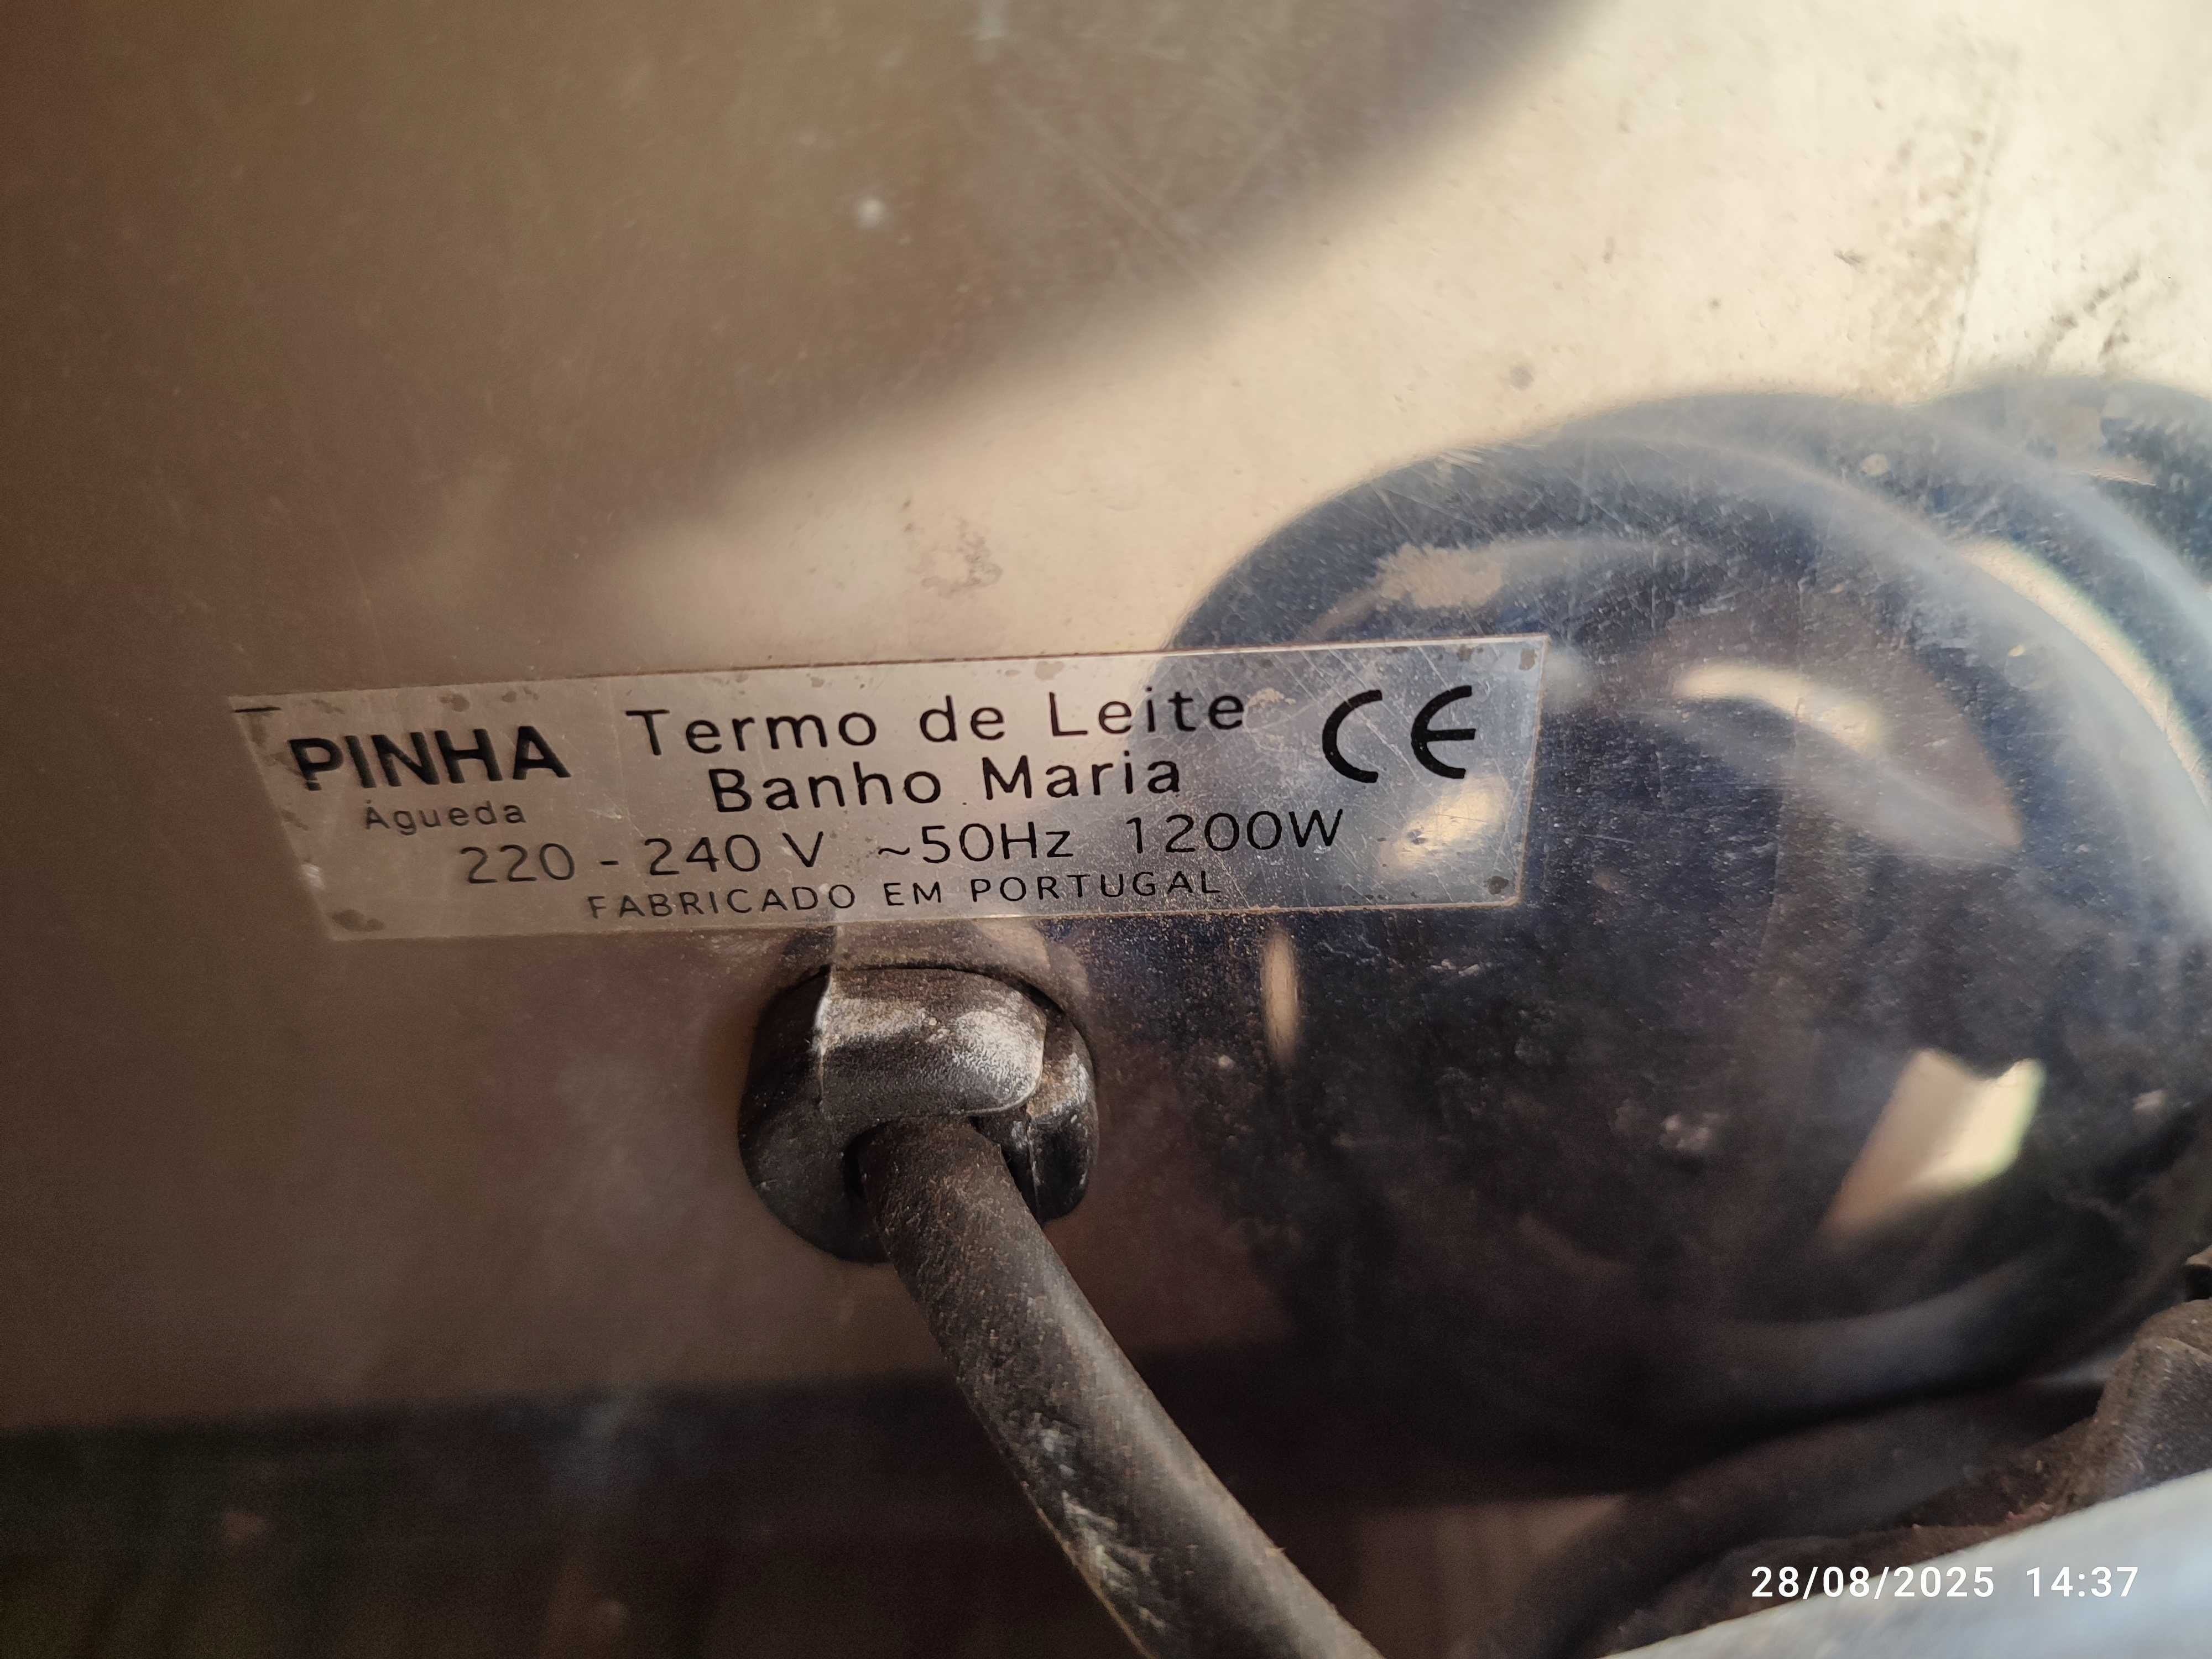 PINHA
Águeda
Termo de Leite
Banho Maria
CE
220 - 240 V ~50Hz 1200W
FABRICADO EM PORTUGAL
28/08/2025 14:37